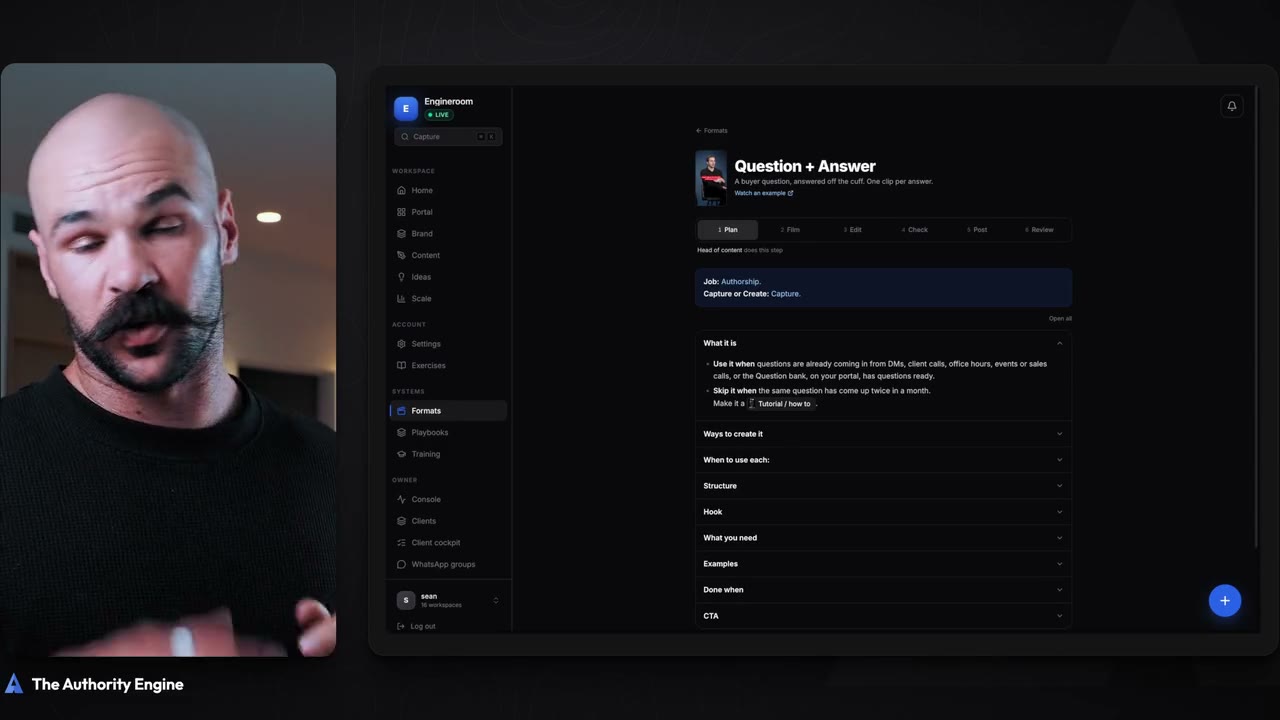 E
Engineroom
LIVE
Capture
WORKSPACE
Home
Portal
Brand
Content
Ideas
Scale
ACCOUNT
Settings
Exercises
SYSTEMS
Formats
Playbooks
Training
OWNER
Console
Clients
Client cockpit
WhatsApp groups
S
sean
16 workspaces
Log out
← Formats
Question + Answer
A buyer question, answered off the cuff. One clip per answer.
Watch an example
1 Plan
2 Film
3 Edit
4 Check
5 Post
6 Review
Head of content does this step
Job: Authorship.
Capture or Create: Capture.
Open all
What it is
• Use it when questions are already coming in from DMs, client calls, office hours, events or sales
calls, or the Question bank, on your portal, has questions ready.
• Skip it when the same question has come up twice in a month.
Make it a Tutorial / how to .
Ways to create it
When to use each:
Structure
Hook
What you need
Examples
Done when
CTA
+
The Authority Engine